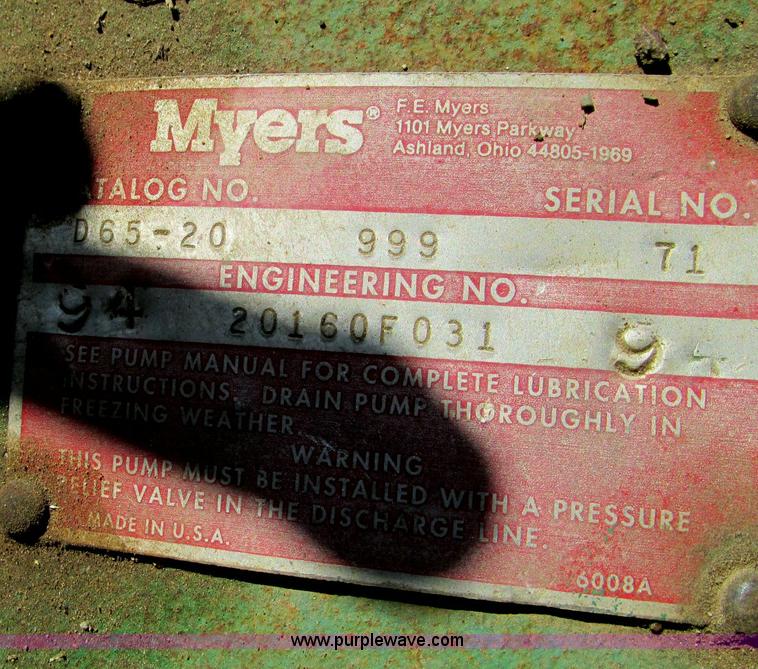 Myers®
F.E. Myers
1101 Myers Parkway
Ashland, Ohio 44805-1969
CATALOG NO. SERIAL NO.
D65-20 999 71
ENGINEERING NO.
94 20160F031 94
SEE PUMP MANUAL FOR COMPLETE LUBRICATION
INSTRUCTIONS. DRAIN PUMP THOROUGHLY IN
FREEZING WEATHER.
WARNING
THIS PUMP MUST BE INSTALLED WITH A PRESSURE
RELIEF VALVE IN THE DISCHARGE LINE.
MADE IN U.S.A.
6008A
www.purplewave.com